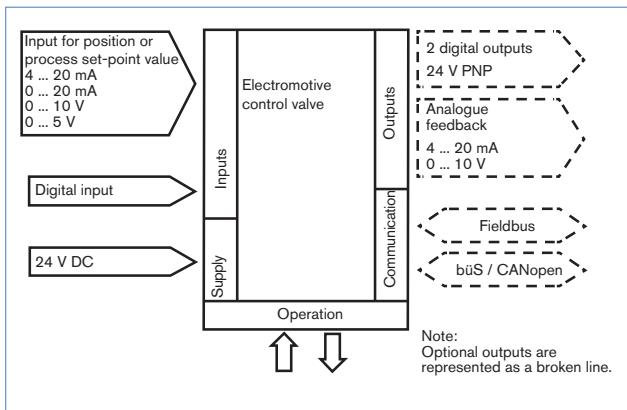 Input for position or
process set-point value
4 ... 20 mA
0 ... 20 mA
0 ... 10 V
0 ... 5 V
Digital input
24 V DC
Inputs
Supply
Electromotive
control valve
Outputs
Communication
Operation
2 digital outputs
24 V PNP
Analogue
feedback
4 ... 20 mA
0 ... 10 V
Fieldbus
büS / CANopen
Note:
Optional outputs are
represented as a broken line.